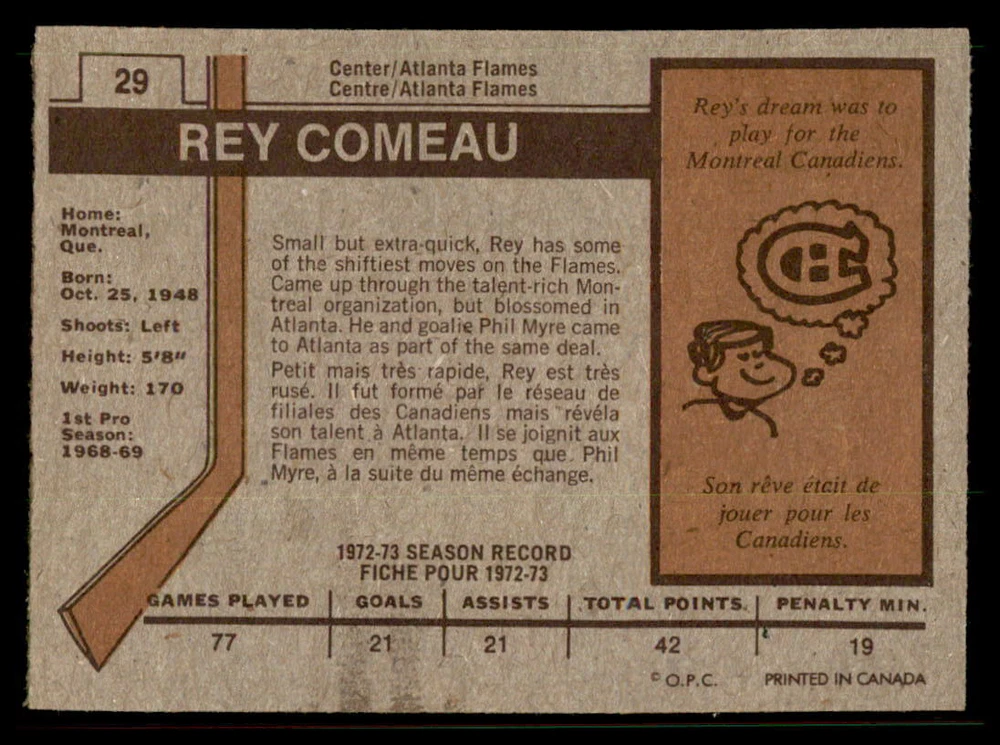 29
Center/Atlanta Flames
Centre/Atlanta Flames
REY COMEAU
Home:
Montreal,
Que.
Born:
Oct. 25, 1948
Shoots: Left
Height: 5'8"
Weight: 170
1st Pro
Season:
1968-69
Small but extra-quick, Rey has some
of the shiftiest moves on the Flames.
Came up through the talent-rich Mon-
treal organization, but blossomed in
Atlanta. He and goalie Phil Myre came
to Atlanta as part of the same deal.
Petit mais très rapide, Rey est très
rusé. Il fut formé par le réseau de
filiales des Canadiens mais révéla
son talent à Atlanta. Il se joignit aux
Flames en même temps que Phil
Myre, à la suite du même échange.
Rey's dream was to
play for the
Montreal Canadiens.
CH
Son rêve était de
jouer pour les
Canadiens.
1972-73 SEASON RECORD
FICHE POUR 1972-73
GAMES PLAYED GOALS ASSISTS TOTAL POINTS PENALTY MIN.
77 21 21 42 19
© O.P.C. PRINTED IN CANADA